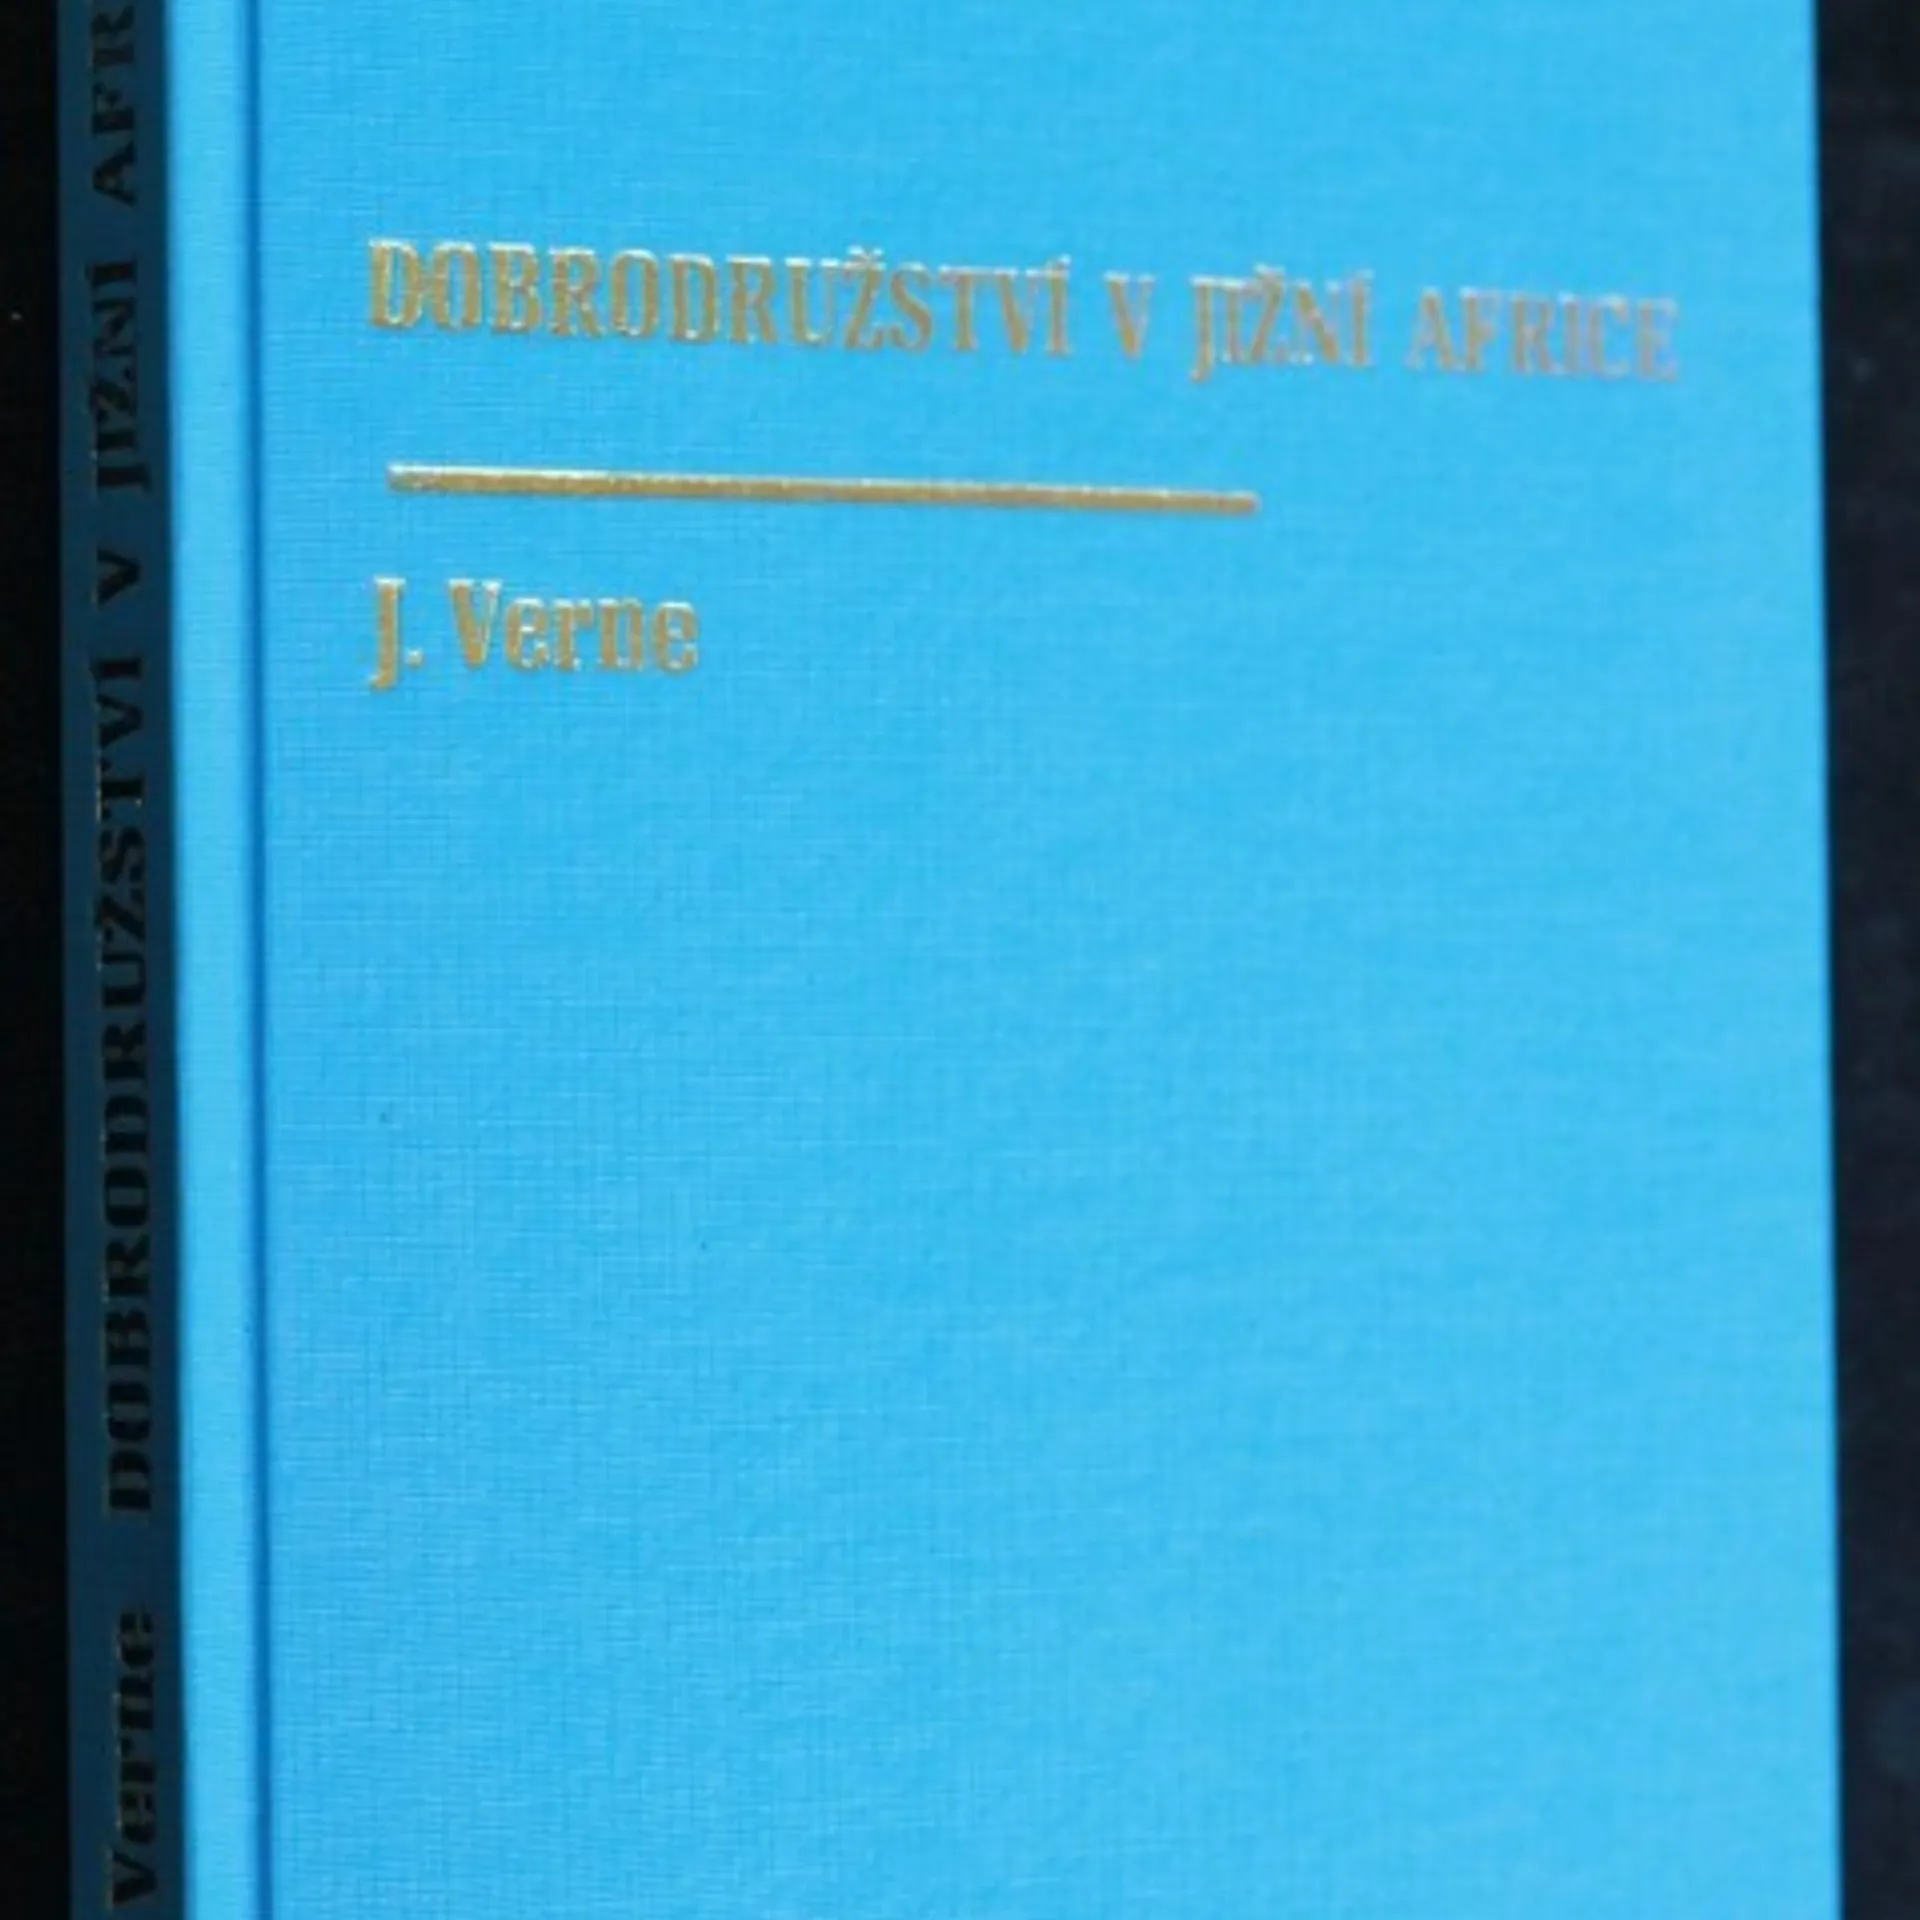 DOBRODRUŽSTVÍ V JIŽNÍ AFRICE
J. Verne
Verne DOBRODRUŽSTVÍ V JIŽNÍ AFR